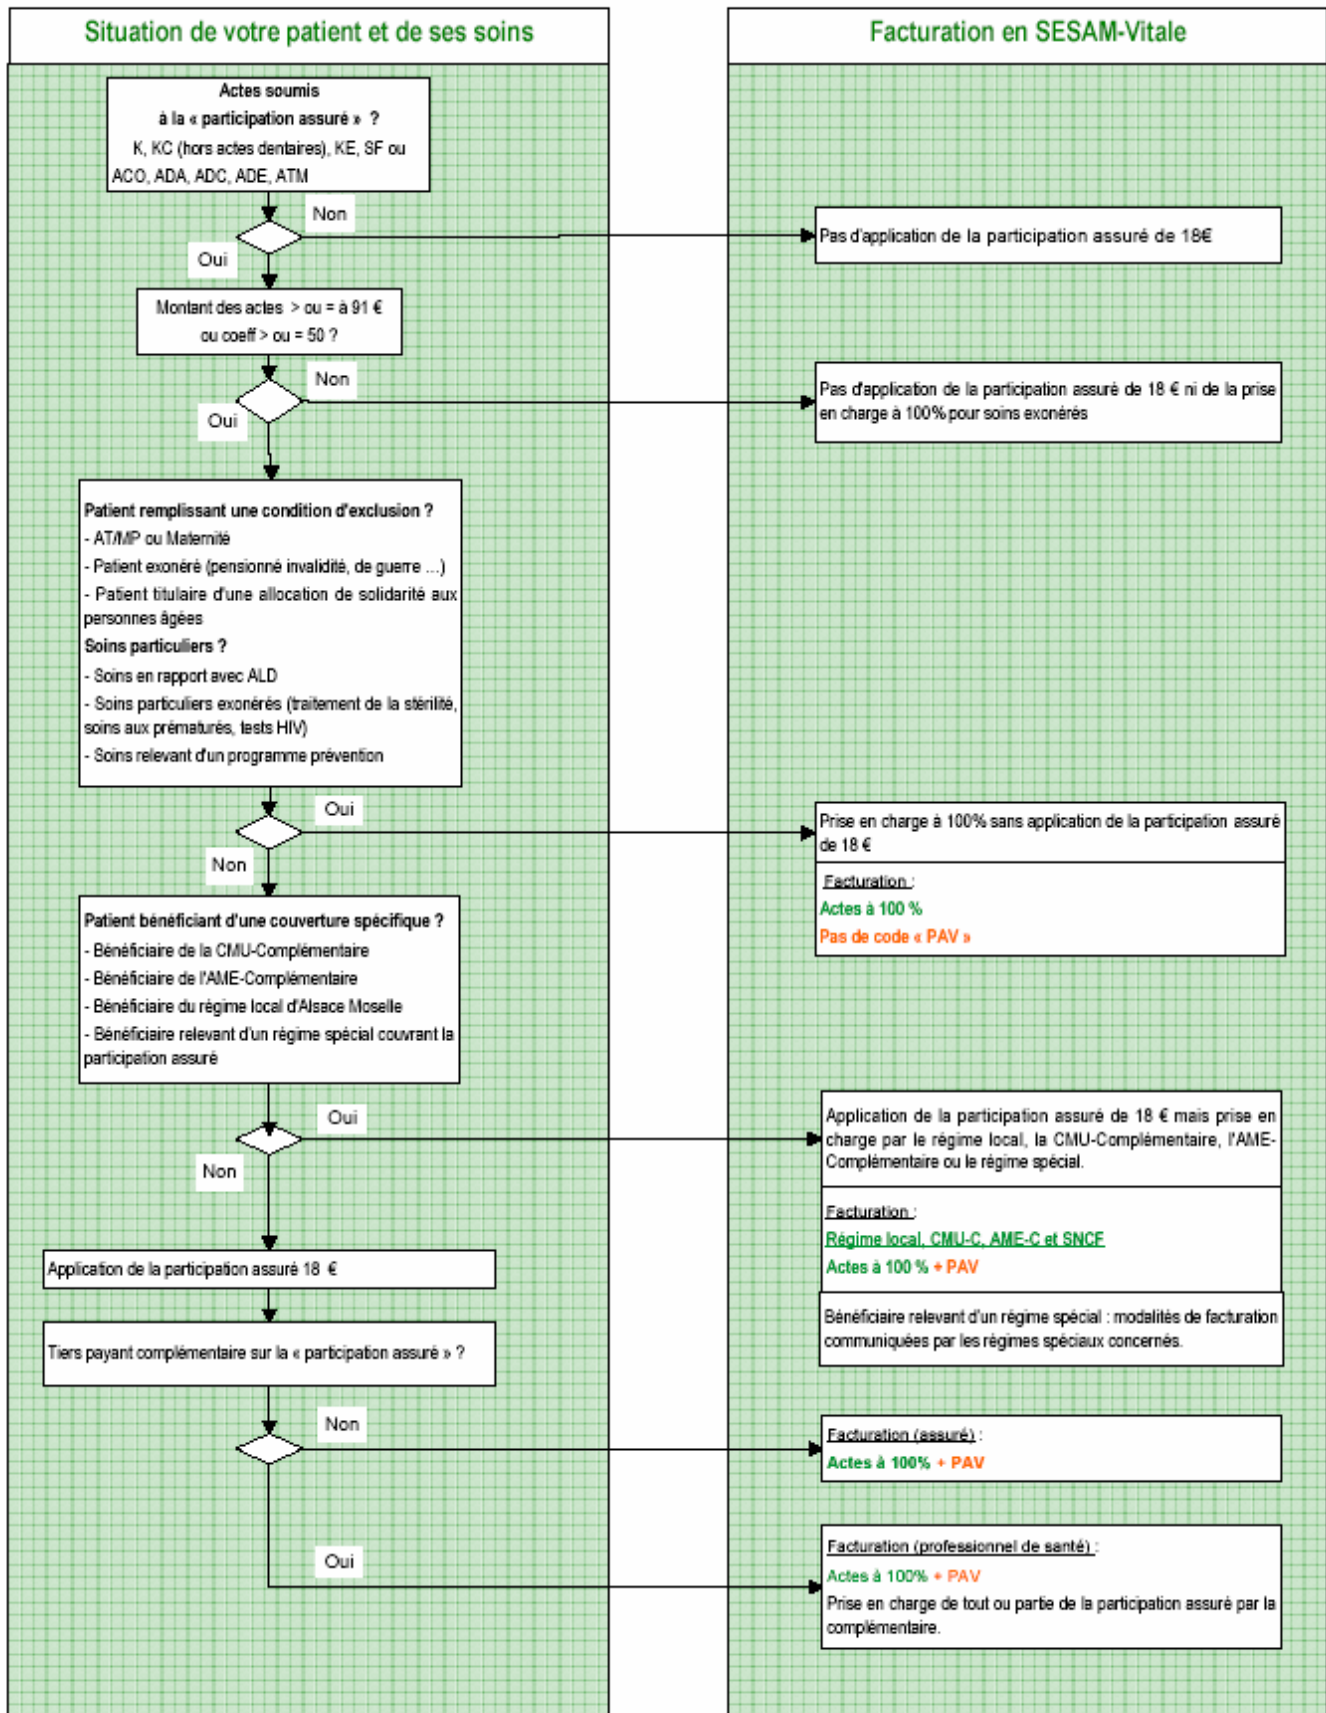 Situation de votre patient et de ses soins
Facturation en SESAM-Vitale
Actes soumis
à la « participation assuré » ?
K, KC (hors actes dentaires), KE, SF ou
ACO, ADA, ADC, ADE, ATM
Non
Pas d'application de la participation assuré de 18€
Oui
Montant des actes > ou = à 91 €
ou coeff > ou = 50 ?
Non
Pas d'application de la participation assuré de 18 € ni de la prise
en charge à 100% pour soins exonérés
Oui
Patient remplissant une condition d'exclusion ?
- AT/MP ou Maternité
- Patient exonéré (pensionné invalidité, de guerre ...)
- Patient titulaire d'une allocation de solidarité aux
personnes âgées
Soins particuliers ?
- Soins en rapport avec ALD
- Soins particuliers exonérés (traitement de la stérilité,
soins aux prématurés, tests HIV)
- Soins relevant d'un programme prévention
Oui
Prise en charge à 100% sans application de la participation assuré
de 18 €
Facturation :
Actes à 100 %
Pas de code « PAV »
Non
Patient bénéficiant d'une couverture spécifique ?
- Bénéficiaire de la CMU-Complémentaire
- Bénéficiaire de l'AME-Complémentaire
- Bénéficiaire du régime local d'Alsace Moselle
- Bénéficiaire relevant d'un régime spécial couvrant la
participation assuré
Oui
Application de la participation assuré de 18 € mais prise en
charge par le régime local, la CMU-Complémentaire, l'AME-
Complémentaire ou le régime spécial.
Facturation :
Régime local, CMU-C, AME-C et SNCF
Actes à 100 % + PAV
Bénéficiaire relevant d'un régime spécial : modalités de facturation
communiquées par les régimes spéciaux concernés.
Non
Application de la participation assuré 18 €
Tiers payant complémentaire sur la « participation assuré » ?
Non
Facturation (assuré) :
Actes à 100% + PAV
Oui
Facturation (professionnel de santé) :
Actes à 100% + PAV
Prise en charge de tout ou partie de la participation assuré par la
complémentaire.